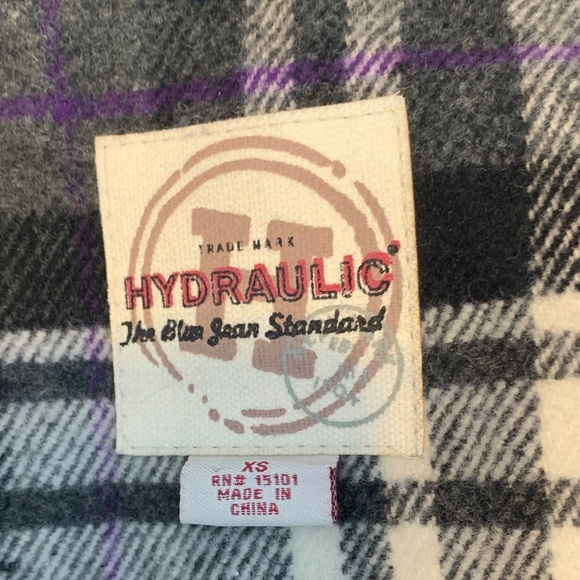 H
TRADE MARK
HYDRAULIC
The Blue Jean Standard
XS
RN# 15101
MADE IN
CHINA